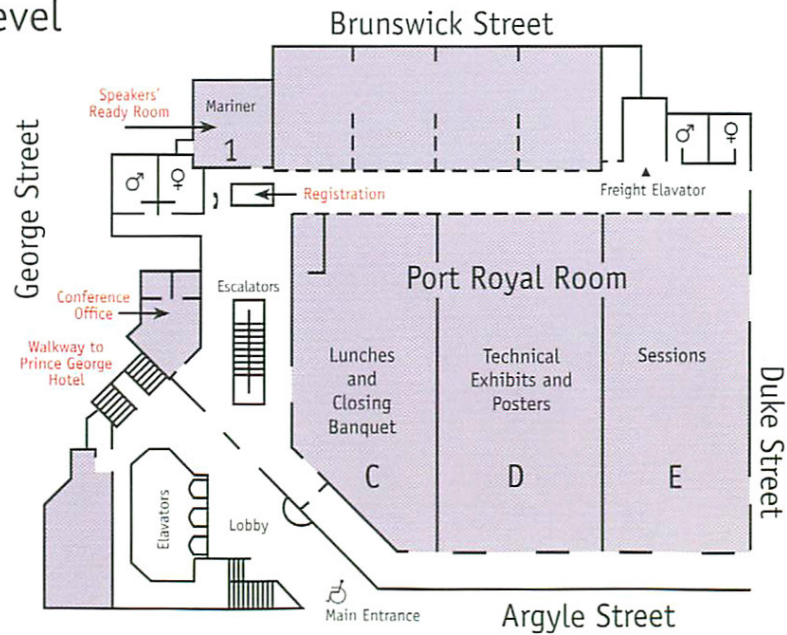 evel
Brunswick Street
Speakers'
Ready Room
Mariner
1
George Street
Registration
Freight Elavator
Port Royal Room
Escalators
Conference
Office
Walkway to
Prince George
Hotel
Lunches
and
Closing
Banquet
C
Technical
Exhibits and
Posters
D
Sessions
E
Duke Street
Elavators
Lobby
Main Entrance
Argyle Street